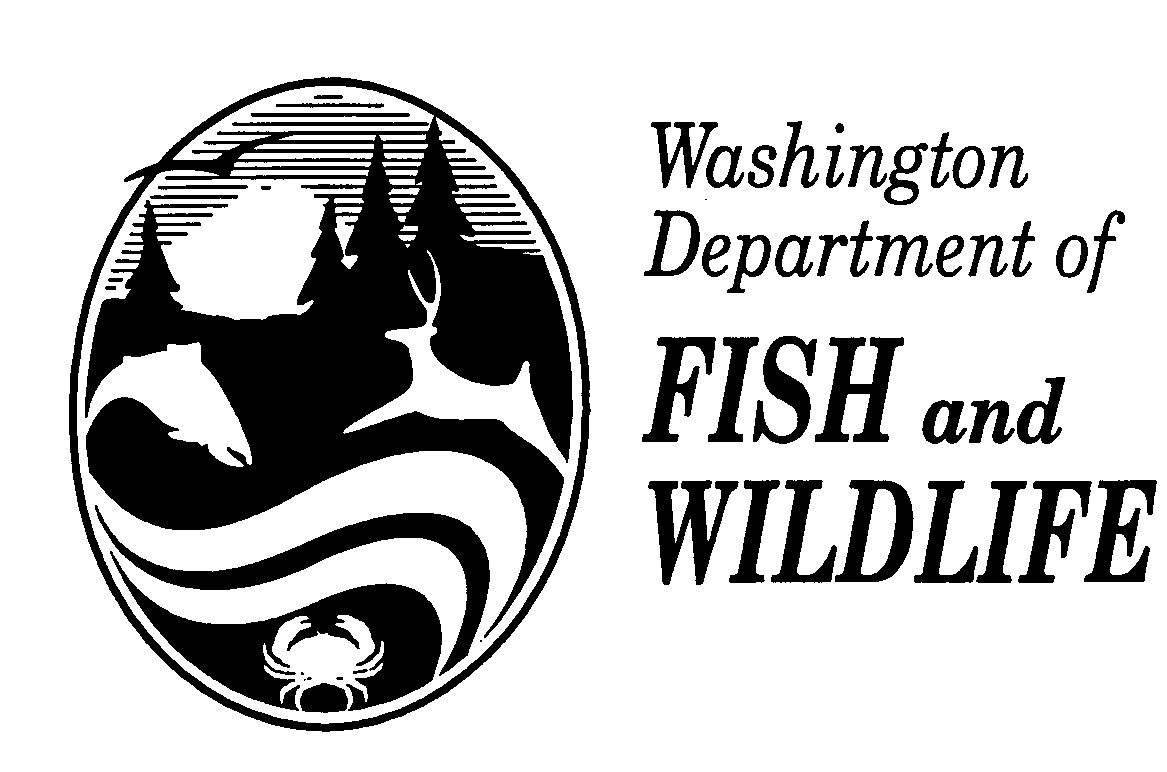 Washington
Department of
FISH and
WILDLIFE